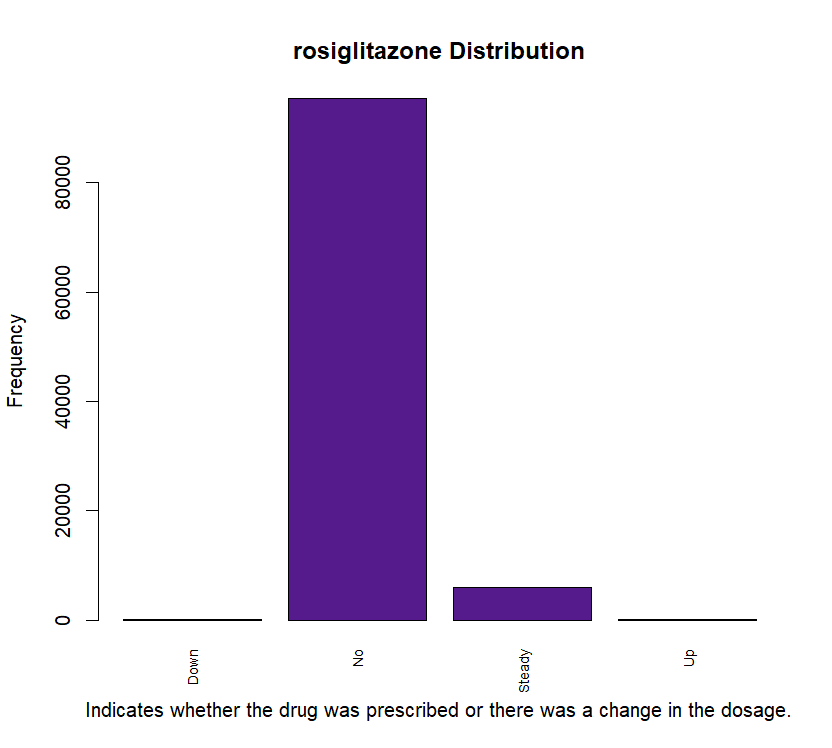 rosiglitazone Distribution
Frequency
80000
60000
40000
20000
0
Down
No
Steady
Up
Indicates whether the drug was prescribed or there was a change in the dosage.